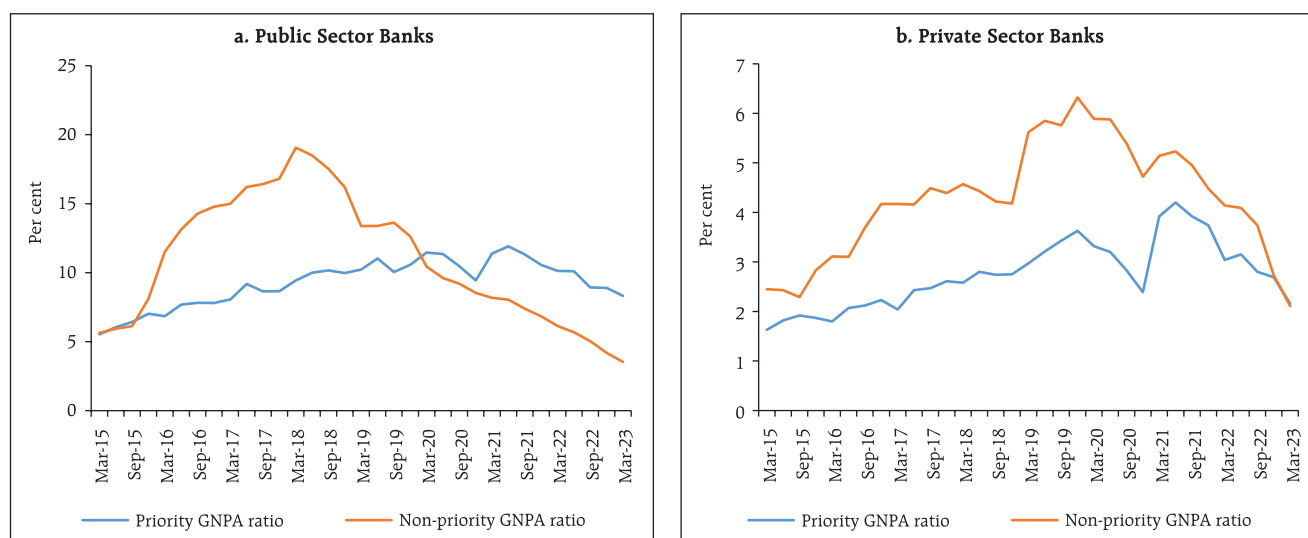 a. Public Sector Banks
25
20
15
10
5
0
Per cent
Mar-15
Sep-15
Mar-16
Sep-16
Mar-17
Sep-17
Mar-18
Sep-18
Mar-19
Sep-19
Mar-20
Sep-20
Mar-21
Sep-21
Mar-22
Sep-22
Mar-23
Priority GNPA ratio
Non-priority GNPA ratio
b. Private Sector Banks
7
6
5
4
3
2
1
0
Per cent
Mar-15
Sep-15
Mar-16
Sep-16
Mar-17
Sep-17
Mar-18
Sep-18
Mar-19
Sep-19
Mar-20
Sep-20
Mar-21
Sep-21
Mar-22
Sep-22
Mar-23
Priority GNPA ratio
Non-priority GNPA ratio